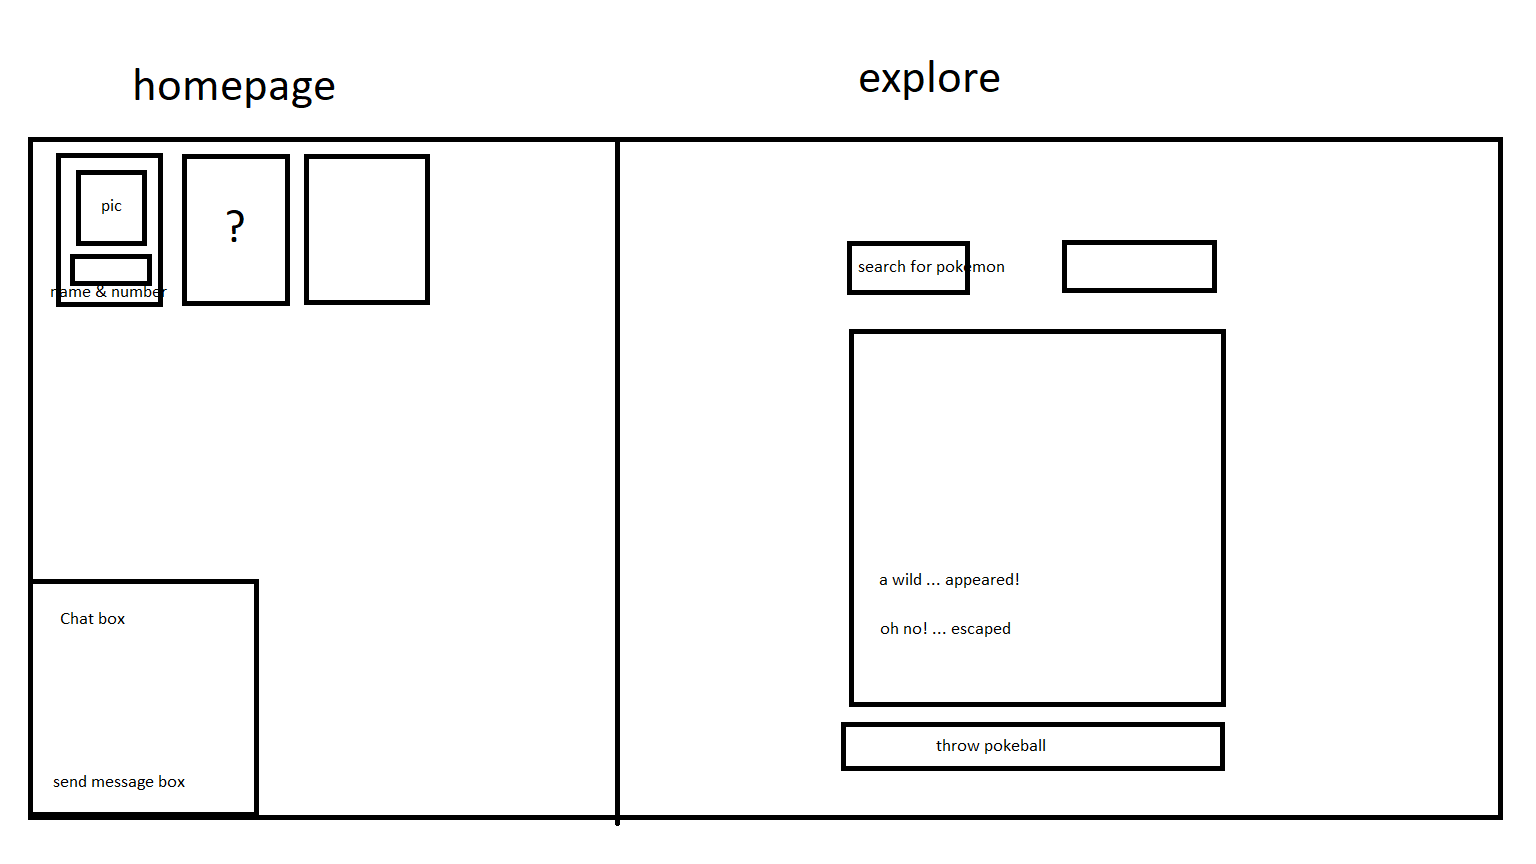 homepage
explore
pic
?
name & number
search for pokemon
a wild ... appeared!
oh no! ... escaped
Chat box
send message box
throw pokeball